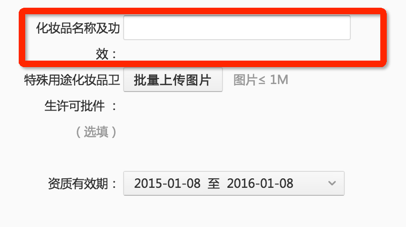 化妆品名称及功
效：
特殊用途化妆品卫 批量上传图片 图片≤ 1M
生许可批件 ：
（选填）
资质有效期： 2015-01-08 至 2016-01-08